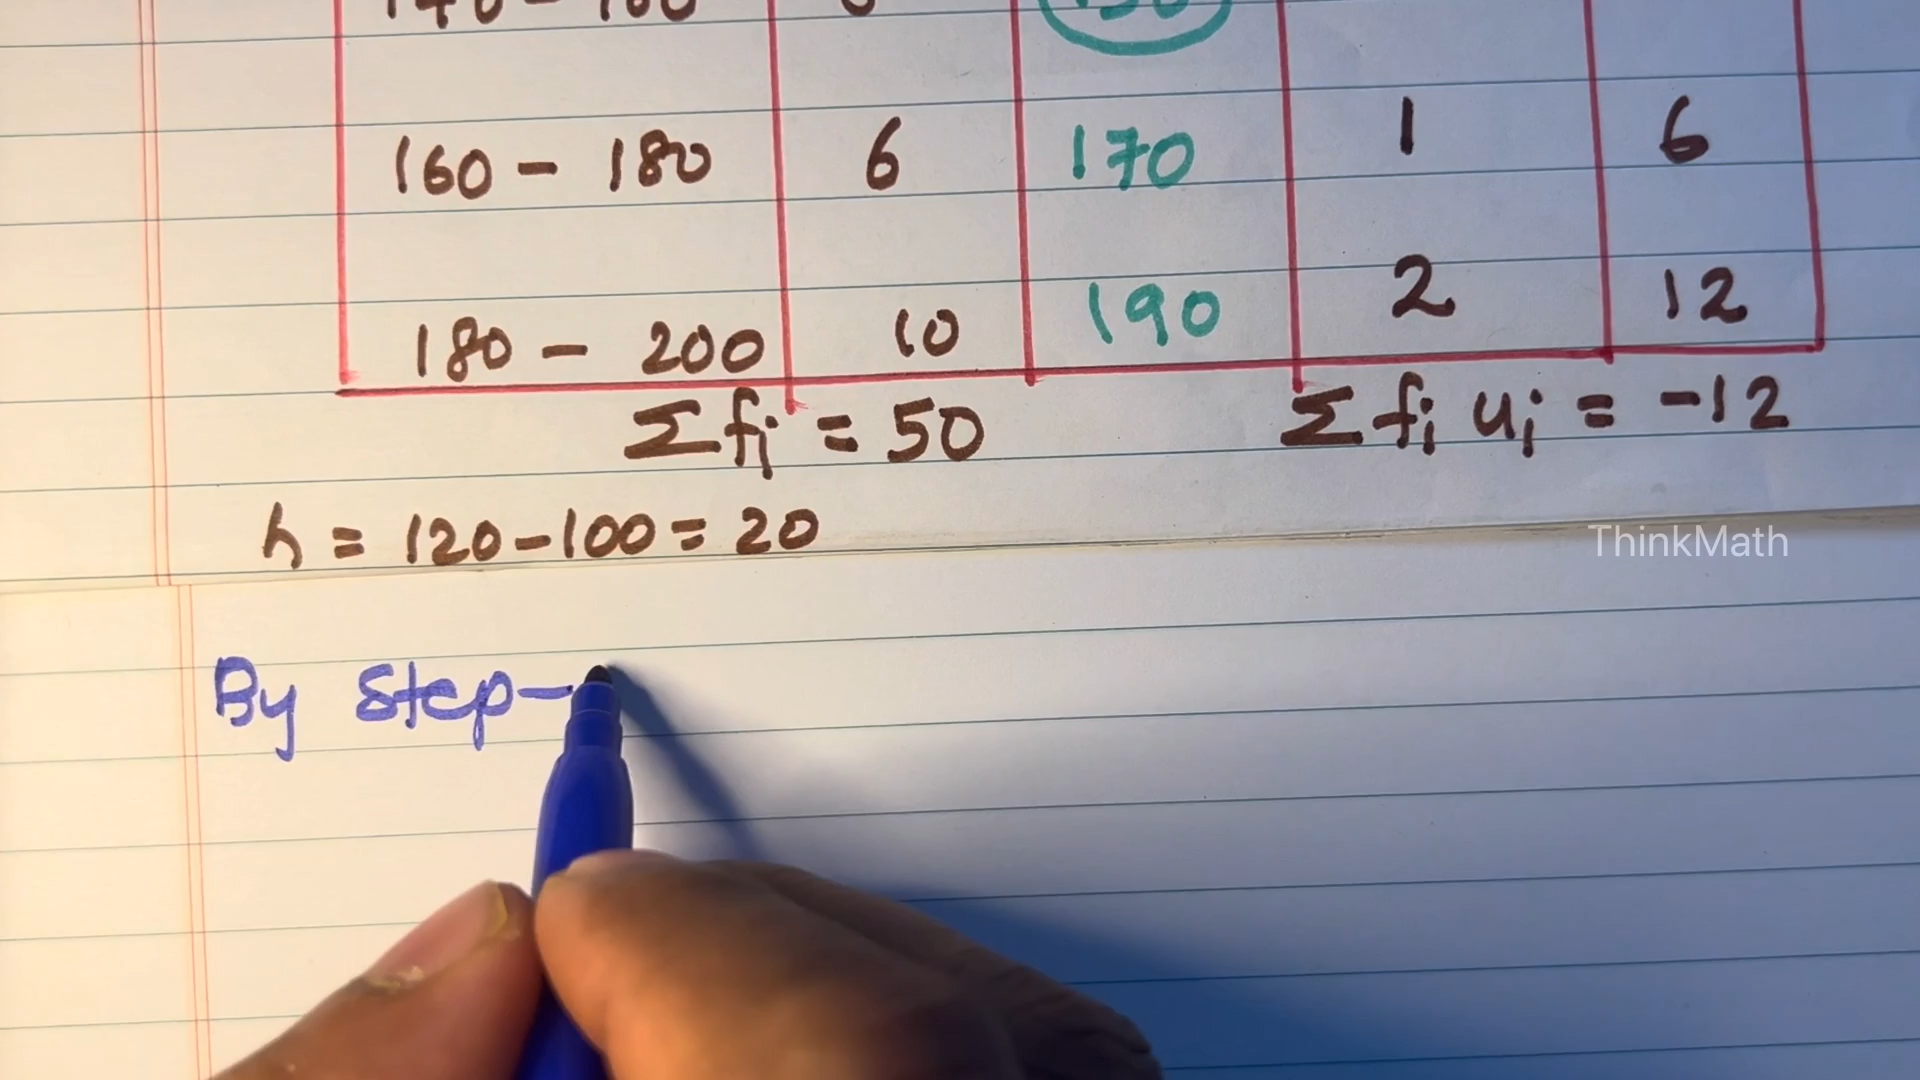 160 - 180 6 170 1 6
180 - 200 10 190 2 12
Σfi = 50 Σfi ui = -12
h = 120-100 = 20
ThinkMath
By Step-